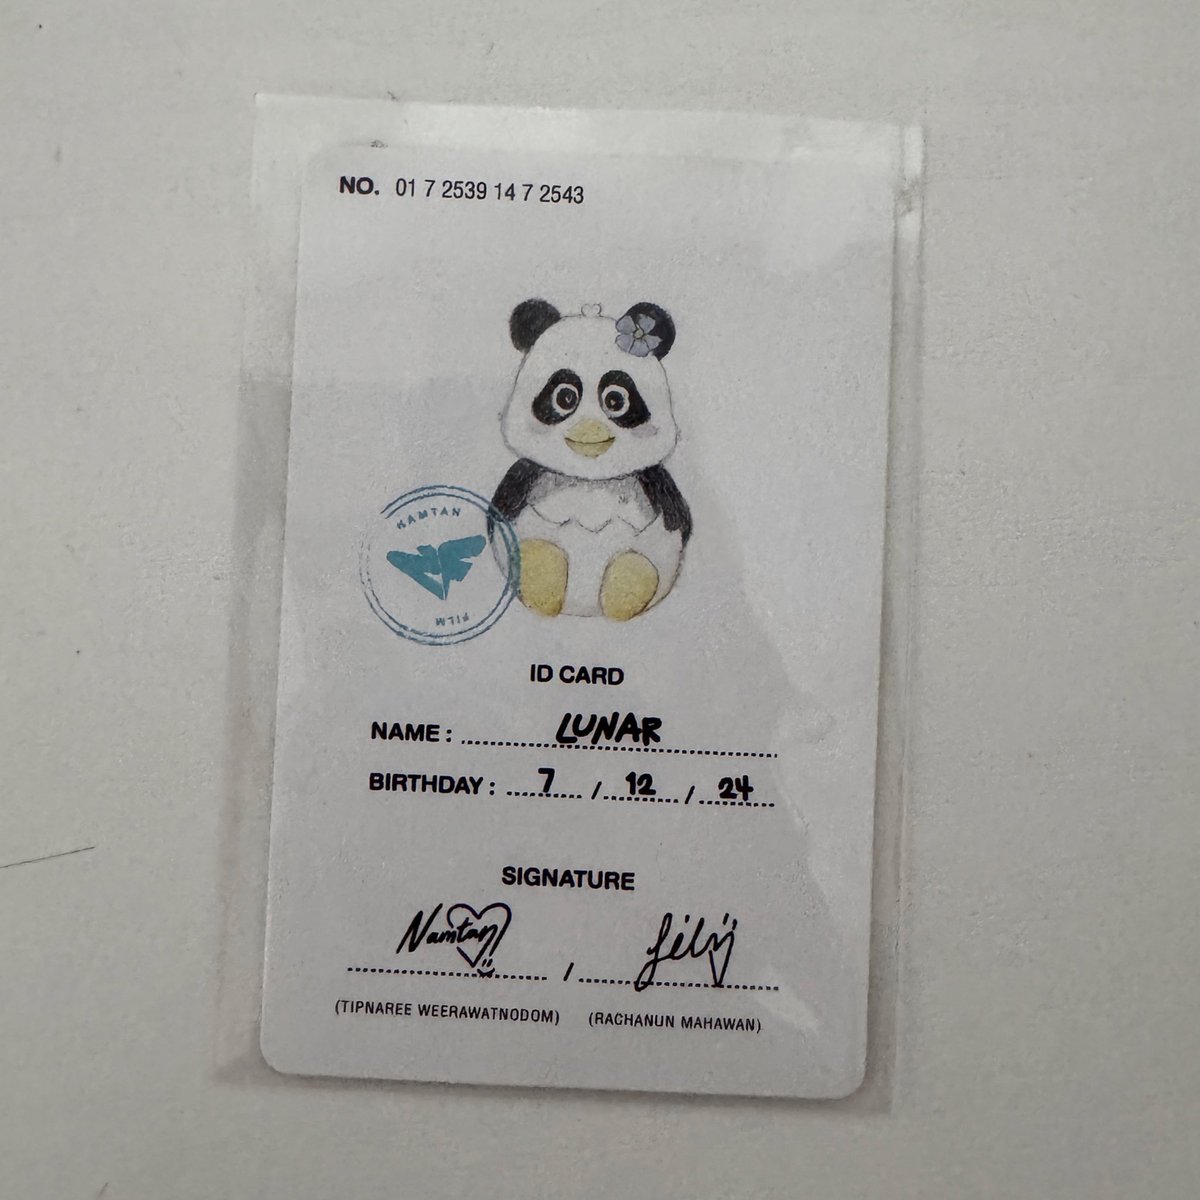 NO. 01 7 2539 14 7 2543
NAMTAN
FILM
ID CARD
NAME : LUNAR
BIRTHDAY : 7 / 12 / 24
SIGNATURE
Namtan / Film
(TIPNAREE WEERAWATNODOM) (RACHANUN MAHAWAN)